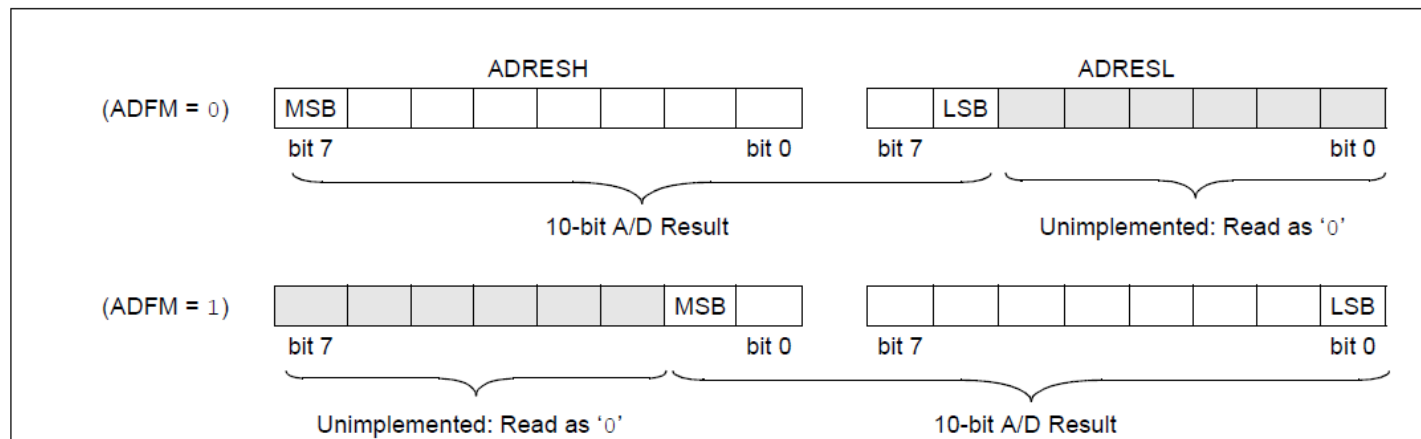 ADRESH ADRESL
(ADFM = 0) MSB LSB
bit 7 bit 0 bit 7 bit 0
10-bit A/D Result Unimplemented: Read as ‘0’
(ADFM = 1) MSB LSB
bit 7 bit 0 bit 7 bit 0
Unimplemented: Read as ‘0’ 10-bit A/D Result